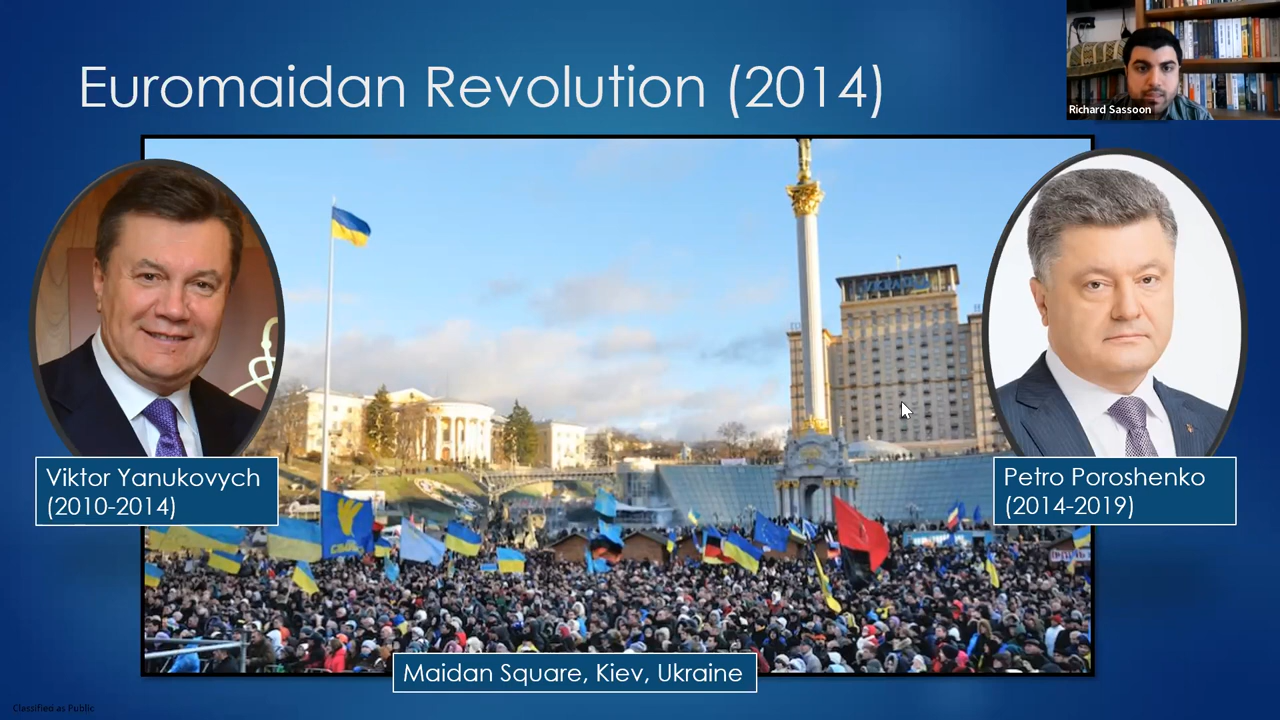 Euromaidan Revolution (2014)
Richard Sassoon
Viktor Yanukovych
(2010-2014)
Petro Poroshenko
(2014-2019)
Maidan Square, Kiev, Ukraine
Classified as Public